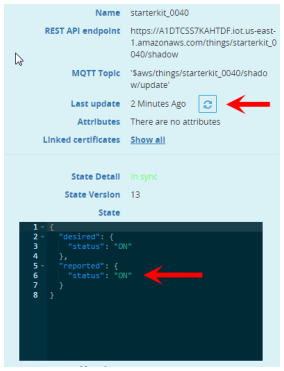 Name starterkit_0040
REST API endpoint https://A1DTCSS7KAHTDF.iot.us-east-
1.amazonaws.com/things/starterkit_0
040/shadow
MQTT Topic '$aws/things/starterkit_0040/shado
w/update'
Last update 2 Minutes Ago
Attributes There are no attributes
Linked certificates Show all
State Detail In sync
State Version 13
State
1 {
2 "desired": {
3 "status": "ON"
4 },
5 "reported": {
6 "status": "ON"
7 }
8 }